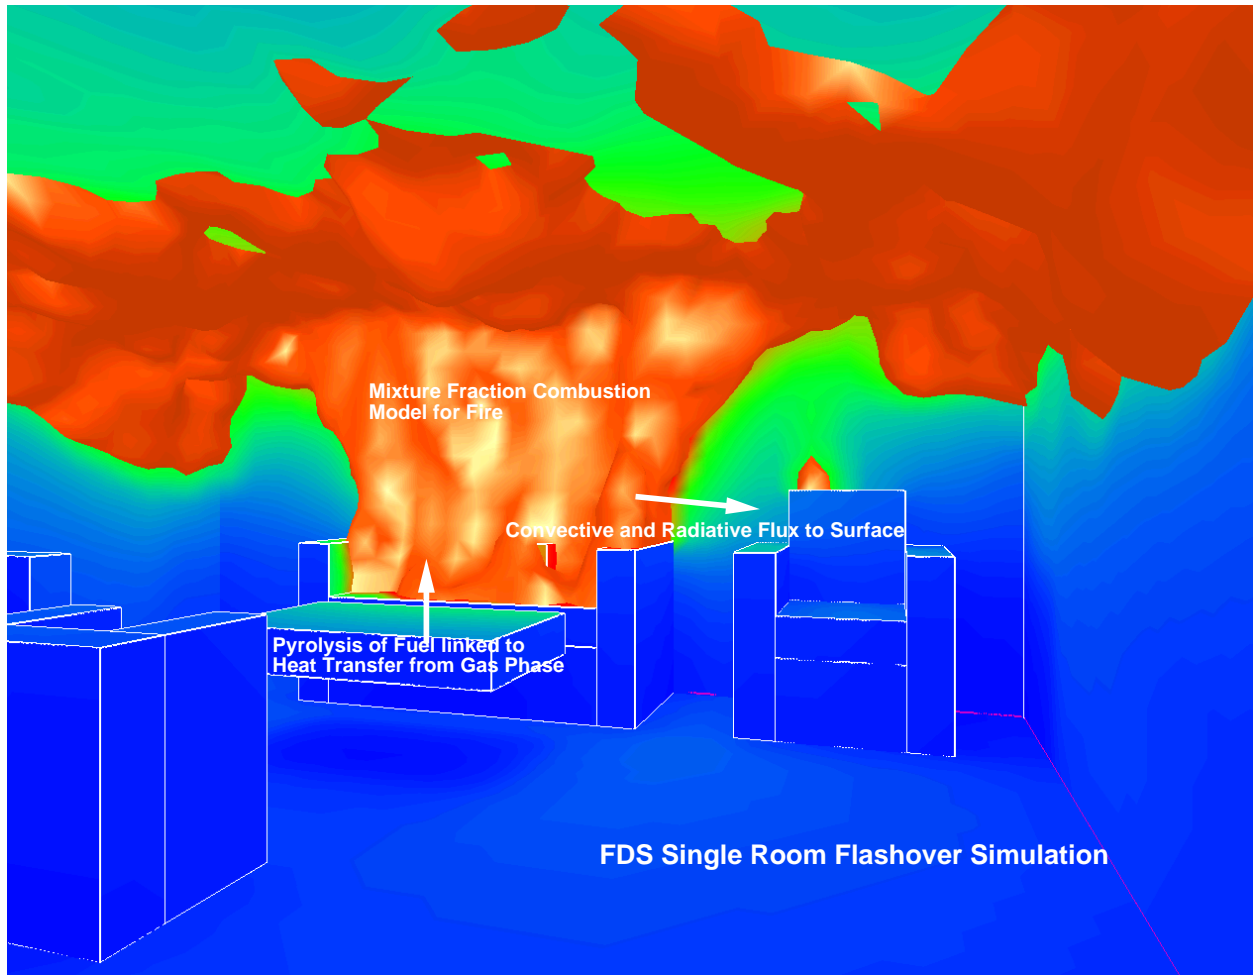 Mixture Fraction Combustion
Model for Fire
Convective and Radiative Flux to Surface
Pyrolysis of Fuel linked to
Heat Transfer from Gas Phase
FDS Single Room Flashover Simulation